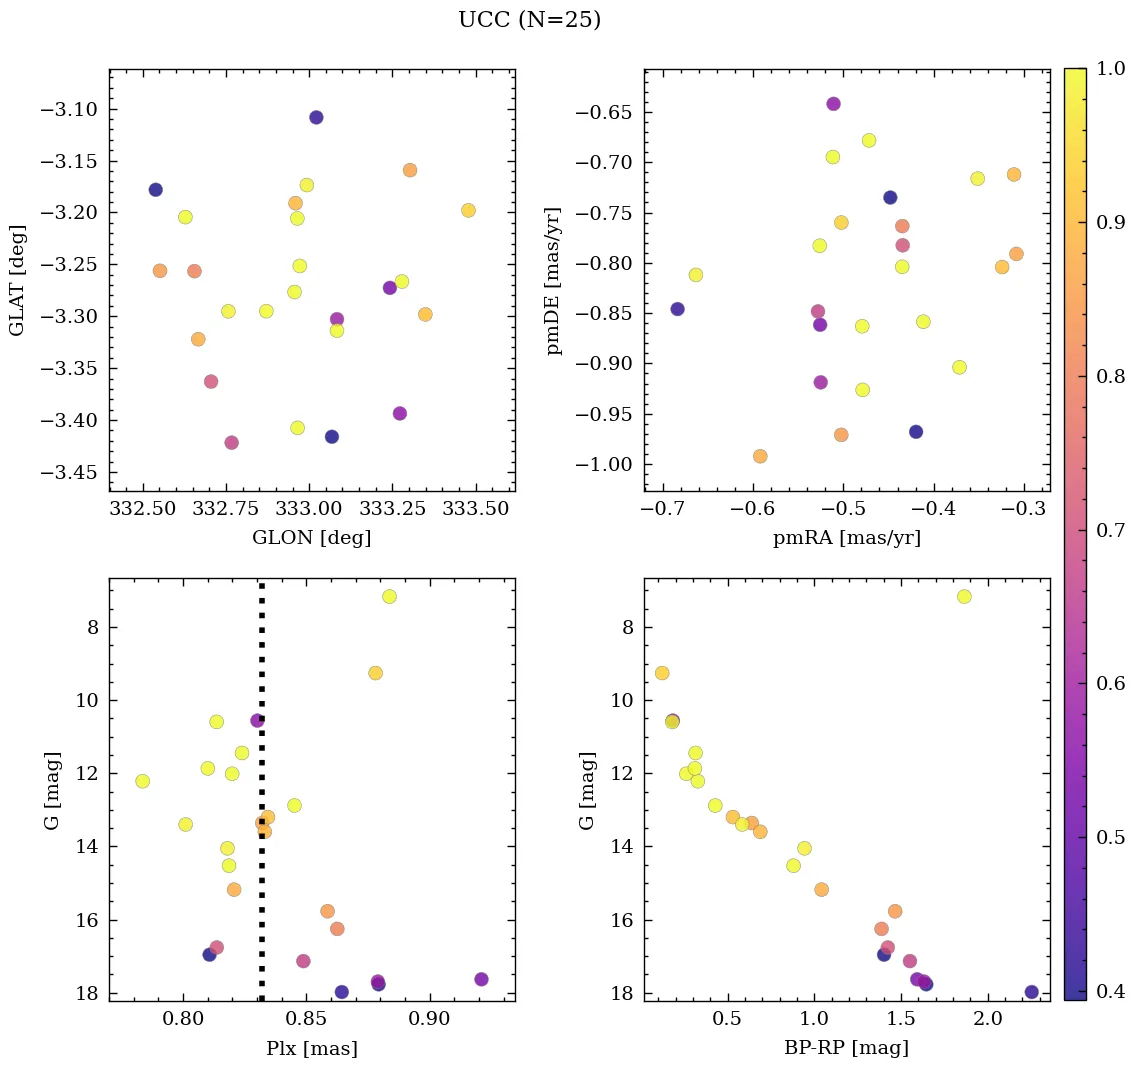 UCC (N=25)
−3.10
−3.15
−3.20
−3.25
−3.30
−3.35
−3.40
−3.45
GLAT [deg]
332.50 332.75 333.00 333.25 333.50
GLON [deg]
−0.65
−0.70
−0.75
−0.80
−0.85
−0.90
−0.95
−1.00
pmDE [mas/yr]
−0.7 −0.6 −0.5 −0.4 −0.3
pmRA [mas/yr]
8
10
12
14
16
18
G [mag]
0.80 0.85 0.90
Plx [mas]
8
10
12
14
16
18
G [mag]
0.5 1.0 1.5 2.0
BP-RP [mag]
1.0
0.9
0.8
0.7
0.6
0.5
0.4